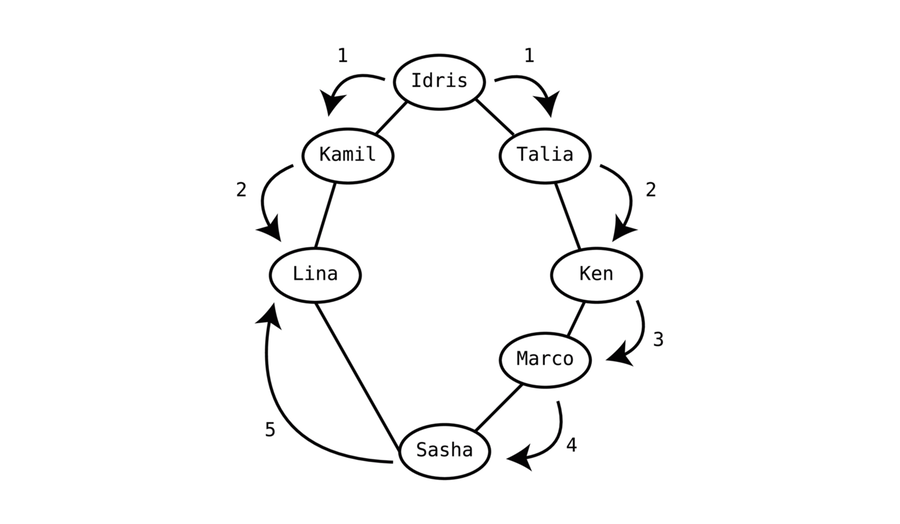 1 1
Idris
Kamil Talia
2 2
Lina Ken
3
Marco
5 4
Sasha